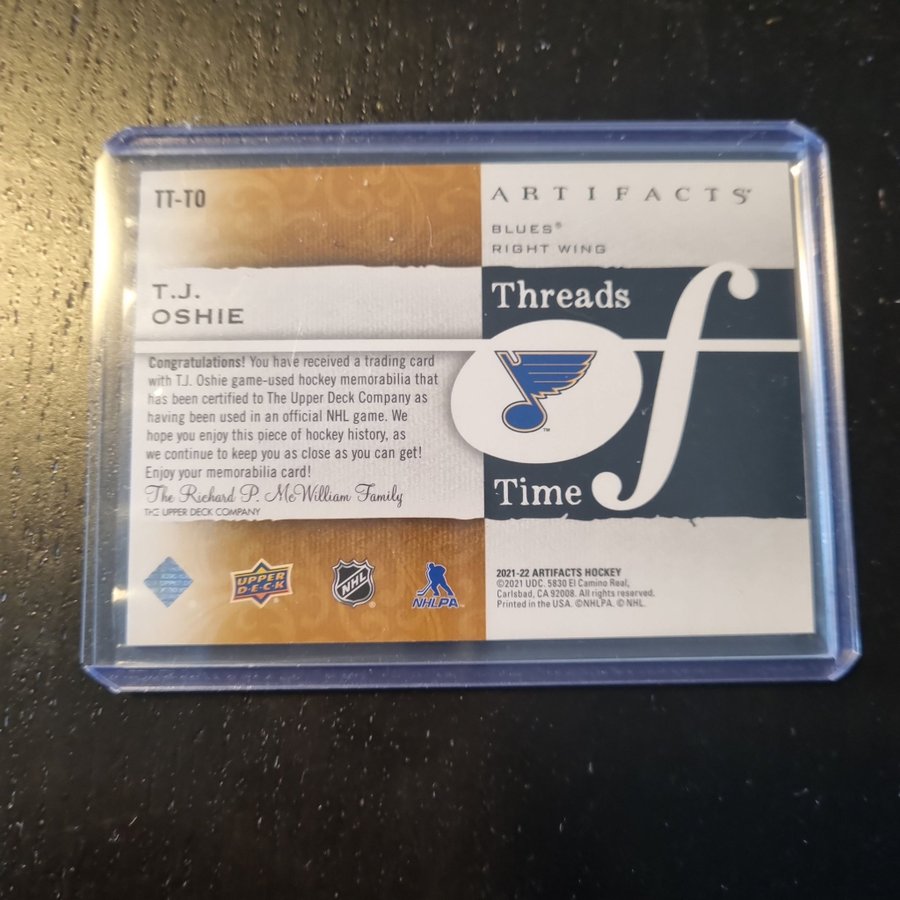 TT-TO
ARTIFACTS
BLUES®
RIGHT WING
T.J.
OSHIE
Threads
of
Time
Congratulations! You have received a trading card
with T.J. Oshie game-used hockey memorabilia that
has been certified to The Upper Deck Company as
having been used in an official NHL game. We
hope you enjoy this piece of hockey history, as
we continue to keep you as close as you can get!
Enjoy your memorabilia card!
The Richard P. McWilliam Family
THE UPPER DECK COMPANY
UPPER
DECK
NHL
NHLPA
2021-22 ARTIFACTS HOCKEY
©2021 UDC. 5830 El Camino Real,
Carlsbad, CA 92008. All rights reserved.
Printed in the USA. ©NHLPA. © NHL.